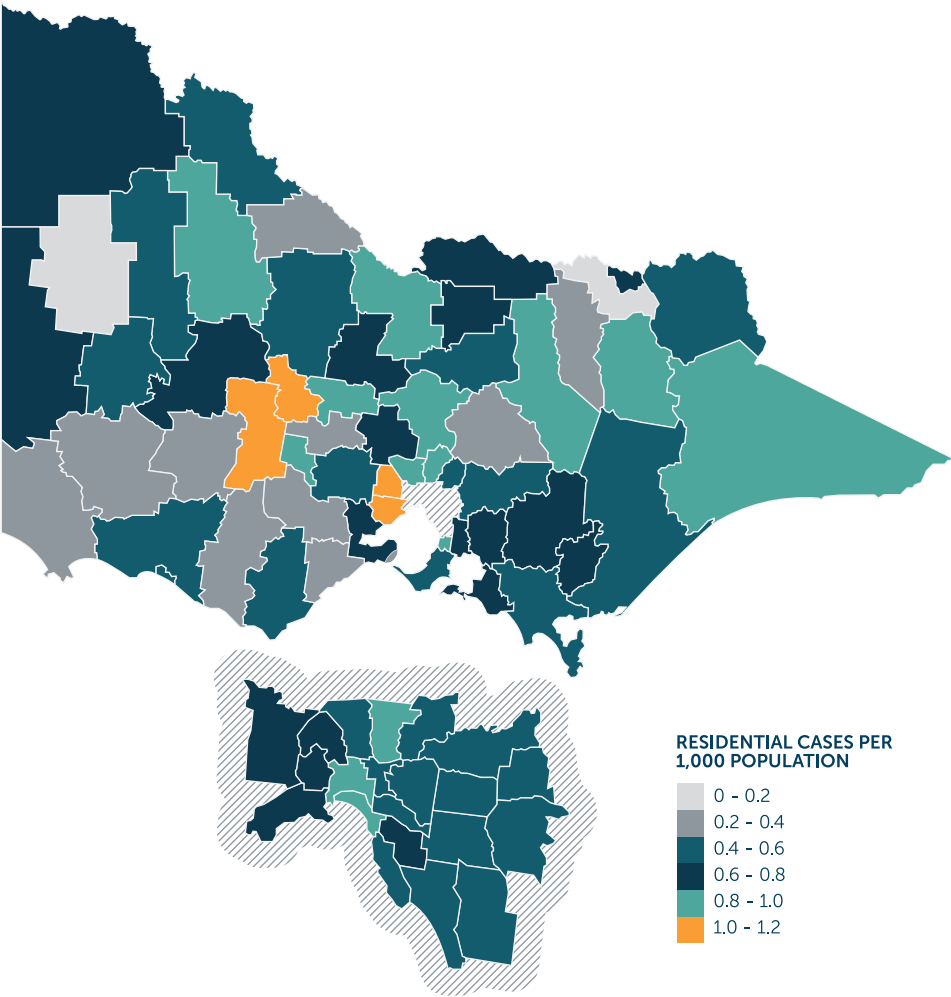 RESIDENTIAL CASES PER
1,000 POPULATION
0 - 0.2
0.2 - 0.4
0.4 - 0.6
0.6 - 0.8
0.8 - 1.0
1.0 - 1.2